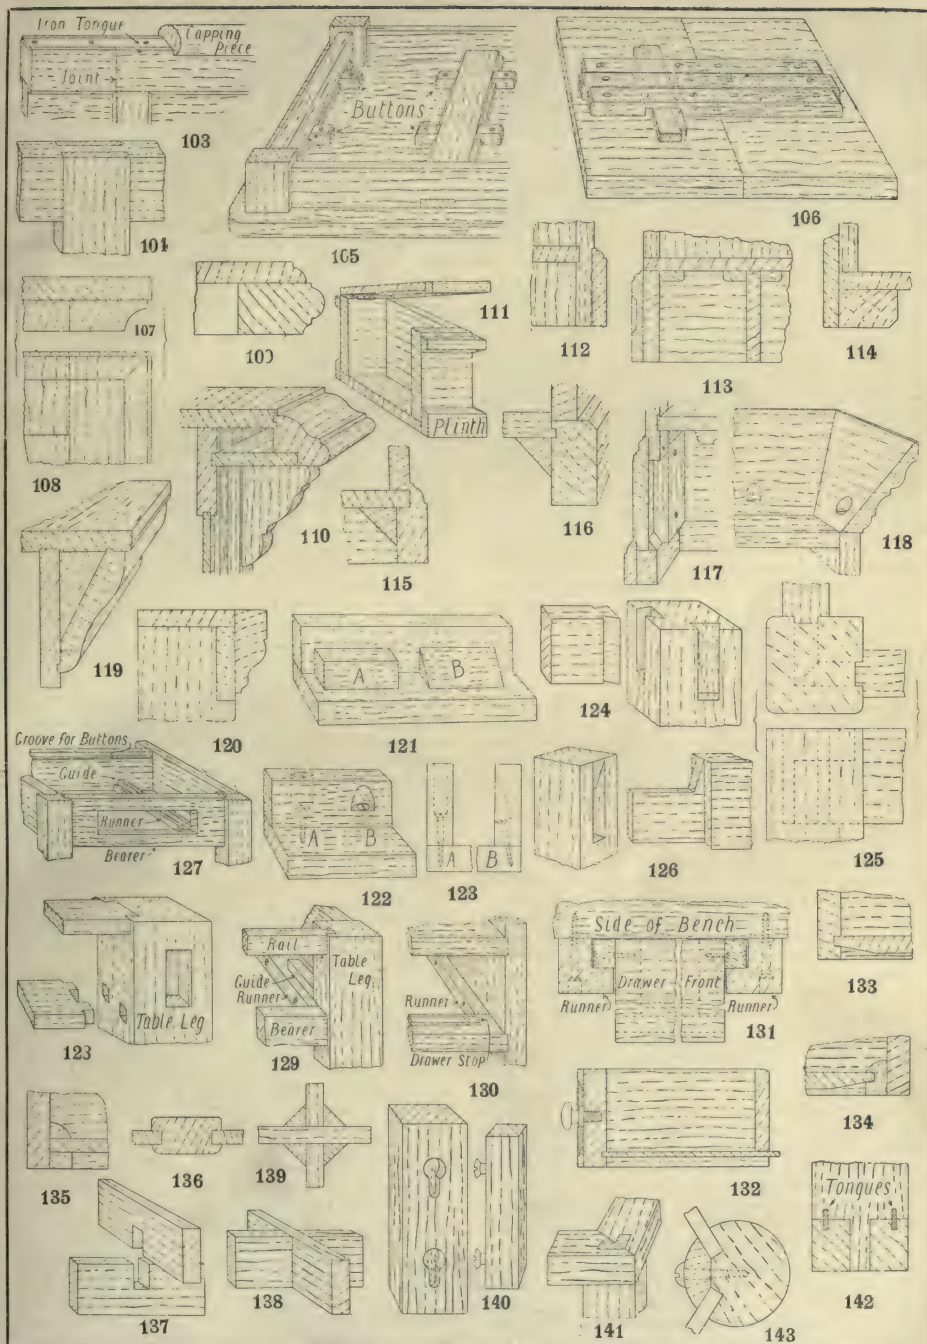 Iron Tongue
Capping
Piece
Joint
103
104
Buttons
105
106
107
108
109
110
111
Plinth
112
113
114
115
116
117
118
119
120
A B
121
124
125
Groove for Buttons
Guide
Runner
Bearer
127
A B
122
A B
123
126
Table Leg
123
Rail
Table
Leg
Guide
Runner
Bearer
129
Runner
Drawer Stop
130
Side of Bench
Drawer Front
Runner Runner
131
133
134
135
136
139
140
132
Tongues
142
137
138
141
143